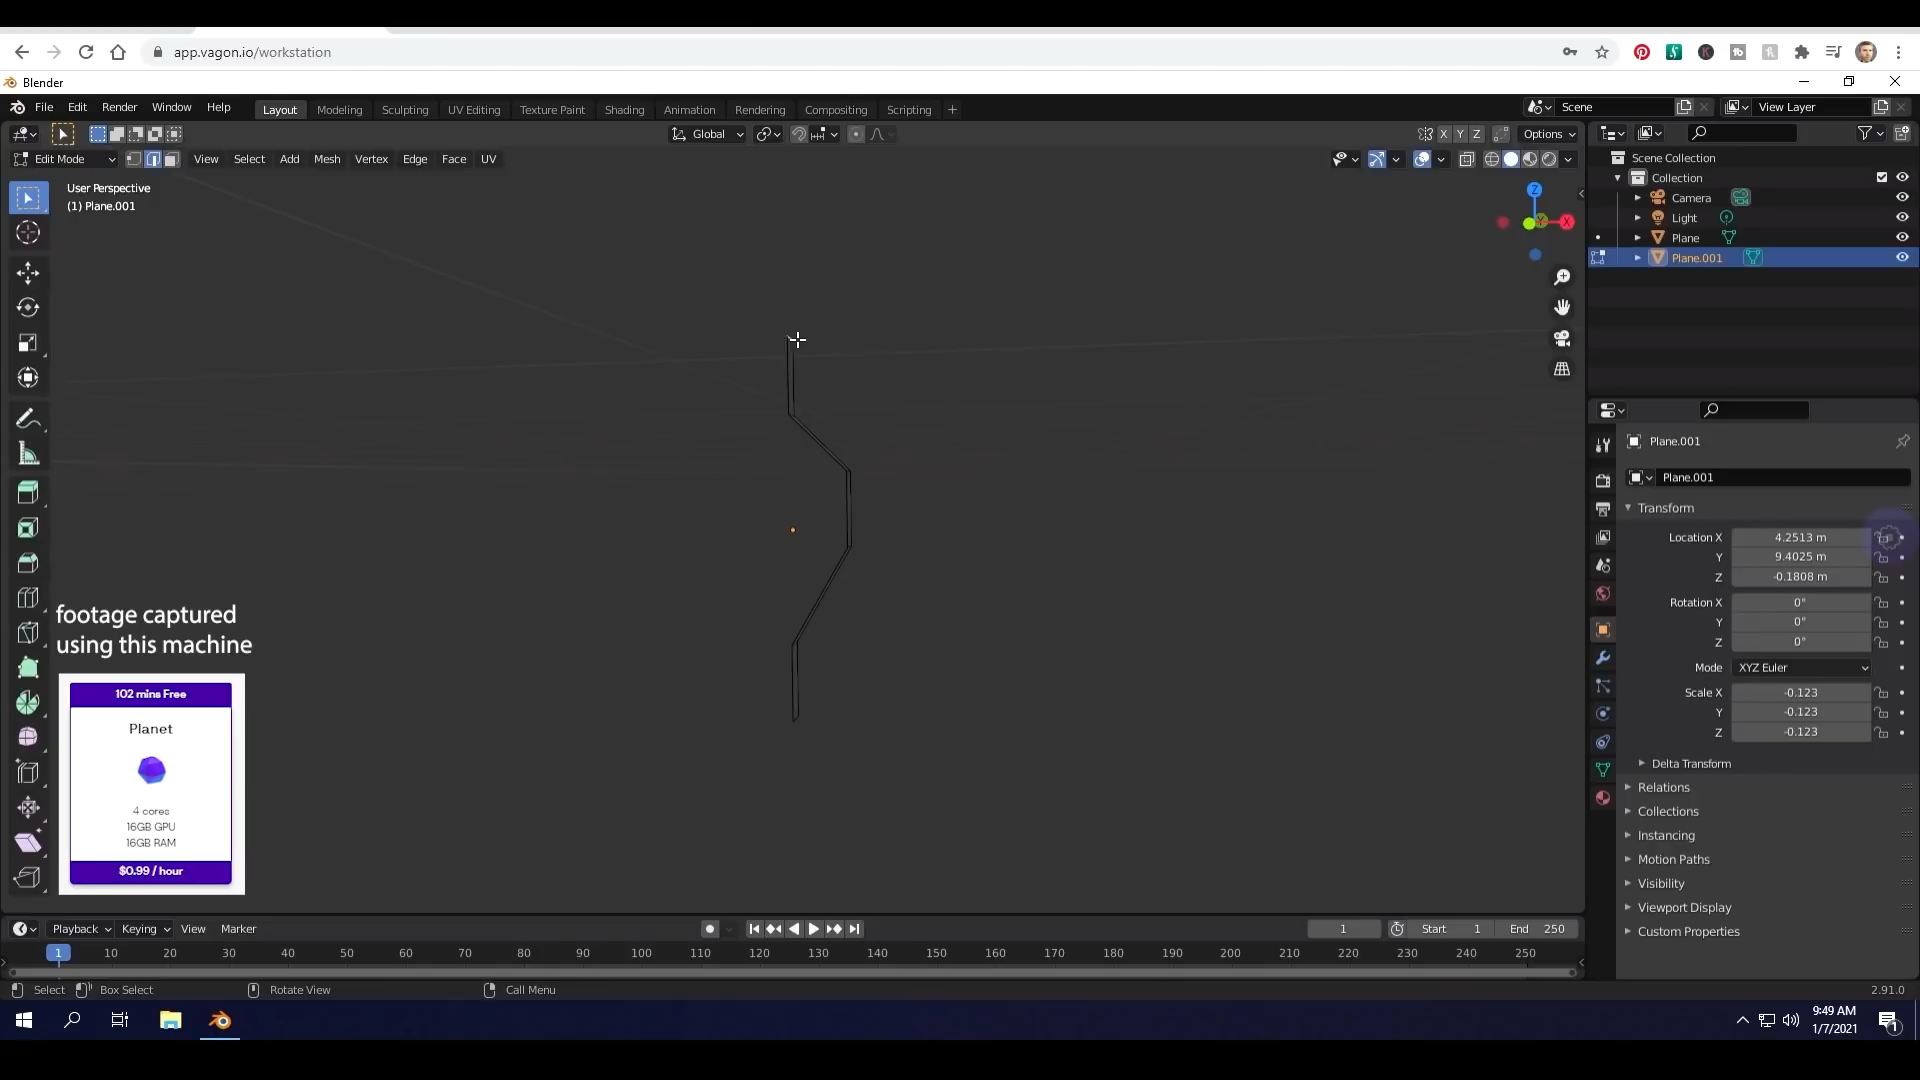 app.vagon.io/workstation
Blender
File Edit Render Window Help
Layout Modeling Sculpting UV Editing Texture Paint Shading Animation Rendering Compositing Scripting +
Scene
View Layer
Global
X Y Z
Options
Edit Mode
View Select Add Mesh Vertex Edge Face UV
User Perspective
(1) Plane.001
Z
X
Scene Collection
Collection
Camera
Light
Plane
Plane.001
Plane.001
Plane.001
Transform
Location X 4.2513 m
Y 9.4025 m
Z -0.1808 m
Rotation X 0°
Y 0°
Z 0°
Mode XYZ Euler
Scale X -0.123
Y -0.123
Z -0.123
Delta Transform
Relations
Collections
Instancing
Motion Paths
Visibility
Viewport Display
Custom Properties
footage captured
using this machine
102 mins Free
Planet
4 cores
16GB GPU
16GB RAM
$0.99 / hour
Playback Keying View Marker
1
Start 1
End 250
1 10 20 30 40 50 60 70 80 90 100 110 120 130 140 150 160 170 180 190 200 210 220 230 240 250
Select Box Select Rotate View Call Menu
2.91.0
9:49 AM
1/7/2021
1